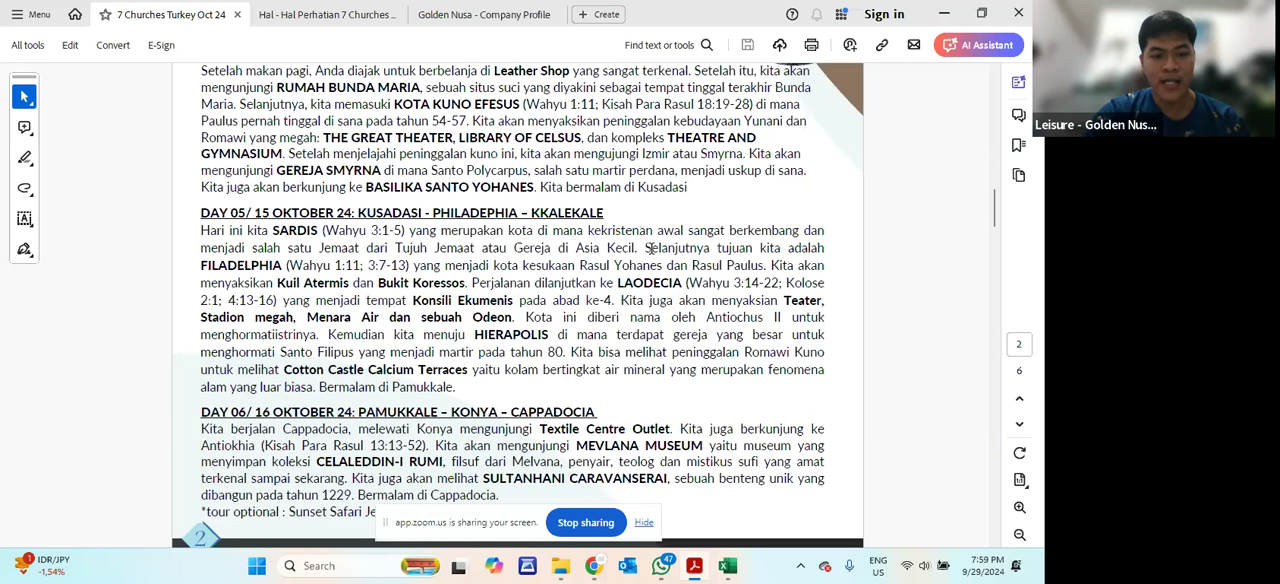 Menu
7 Churches Turkey Oct 24
Hal - Hal Perhatian 7 Churches ...
Golden Nusa - Company Profile
+ Create
Sign in
All tools
Edit
Convert
E-Sign
Find text or tools
AI Assistant
Leisure - Golden Nus...
Setelah makan pagi, Anda diajak untuk berbelanja di Leather Shop yang sangat terkenal. Setelah itu, kita akan
mengunjungi RUMAH BUNDA MARIA, sebuah situs suci yang diyakini sebagai tempat tinggal terakhir Bunda
Maria. Selanjutnya, kita memasuki KOTA KUNO EFESUS (Wahyu 1:11; Kisah Para Rasul 18:19-28) di mana
Paulus pernah tinggal di sana pada tahun 54-57. Kita akan menyaksikan peninggalan kebudayaan Yunani dan
Romawi yang megah: THE GREAT THEATER, LIBRARY OF CELSUS, dan kompleks THEATRE AND
GYMNASIUM. Setelah menjelajahi peninggalan kuno ini, kita akan mengujungi Izmir atau Smyrna. Kita akan
mengunjungi GEREJA SMYRNA di mana Santo Polycarpus, salah satu martir perdana, menjadi uskup di sana.
Kita juga akan berkunjung ke BASILIKA SANTO YOHANES. Kita bermalam di Kusadasi
DAY 05/ 15 OKTOBER 24: KUSADASI - PHILADEPHIA – KKALEKALE
Hari ini kita SARDIS (Wahyu 3:1-5) yang merupakan kota di mana kekristenan awal sangat berkembang dan
menjadi salah satu Jemaat dari Tujuh Jemaat atau Gereja di Asia Kecil. Selanjutnya tujuan kita adalah
FILADELPHIA (Wahyu 1:11; 3:7-13) yang menjadi kota kesukaan Rasul Yohanes dan Rasul Paulus. Kita akan
menyaksikan Kuil Atermis dan Bukit Koressos. Perjalanan dilanjutkan ke LAODECIA (Wahyu 3:14-22; Kolose
2:1; 4:13-16) yang menjadi tempat Konsili Ekumenis pada abad ke-4. Kita juga akan menyaksian Teater,
Stadion megah, Menara Air dan sebuah Odeon. Kota ini diberi nama oleh Antiochus II untuk
menghormatiistrinya. Kemudian kita menuju HIERAPOLIS di mana terdapat gereja yang besar untuk
menghormati Santo Filipus yang menjadi martir pada tahun 80. Kita bisa melihat peninggalan Romawi Kuno
untuk melihat Cotton Castle Calcium Terraces yaitu kolam bertingkat air mineral yang merupakan fenomena
alam yang luar biasa. Bermalam di Pamukkale.
DAY 06/ 16 OKTOBER 24: PAMUKKALE – KONYA – CAPPADOCIA
Kita berjalan Cappadocia, melewati Konya mengunjungi Textile Centre Outlet. Kita juga berkunjung ke
Antiokhia (Kisah Para Rasul 13:13-52). Kita akan mengunjungi MEVLANA MUSEUM yaitu museum yang
menyimpan koleksi CELALEDDIN-I RUMI, filsuf dari Melvana, penyair, teolog dan mistikus sufi yang amat
terkenal sampai sekarang. Kita juga akan melihat SULTANHANI CARAVANSERAI, sebuah benteng unik yang
dibangun pada tahun 1229. Bermalam di Cappadocia.
*tour optional : Sunset Safari Je
2
2
6
app.zoom.us is sharing your screen.
Stop sharing
Hide
1
IDR/JPY
-1,54%
Search
47
ENG
US
7:59 PM
9/29/2024